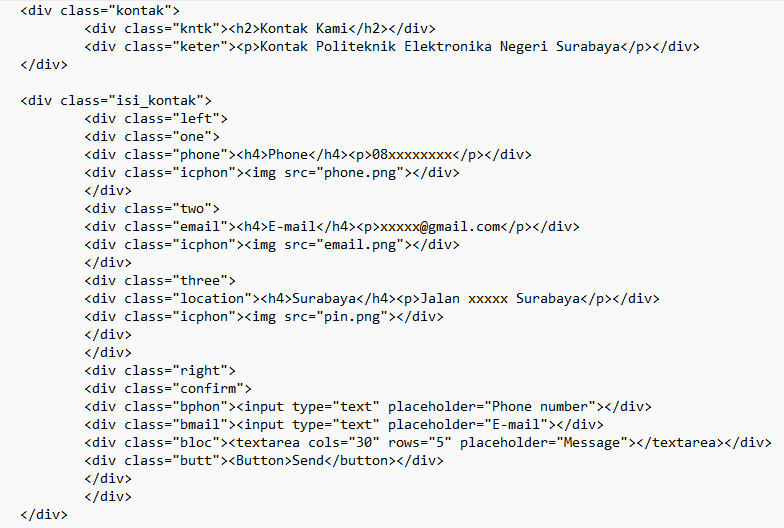 <div class="kontak">
<div class="kntk"><h2>Kontak Kami</h2></div>
<div class="keter"><p>Kontak Politeknik Elektronika Negeri Surabaya</p></div>
</div>
<div class="isi_kontak">
<div class="left">
<div class="one">
<div class="phone"><h4>Phone</h4><p>08xxxxxxxx</p></div>
<div class="icphon"><img src="phone.png"></div>
</div>
<div class="two">
<div class="email"><h4>E-mail</h4><p>xxxxx@gmail.com</p></div>
<div class="icphon"><img src="email.png"></div>
</div>
<div class="three">
<div class="location"><h4>Surabaya</h4><p>Jalan xxxxx Surabaya</p></div>
<div class="icphon"><img src="pin.png"></div>
</div>
</div>
<div class="right">
<div class="confirm">
<div class="bphon"><input type="text" placeholder="Phone number"></div>
<div class="bmail"><input type="text" placeholder="E-mail"></div>
<div class="bloc"><textarea cols="30" rows="5" placeholder="Message"></textarea></div>
<div class="butt"><Button>Send</button></div>
</div>
</div>
</div>